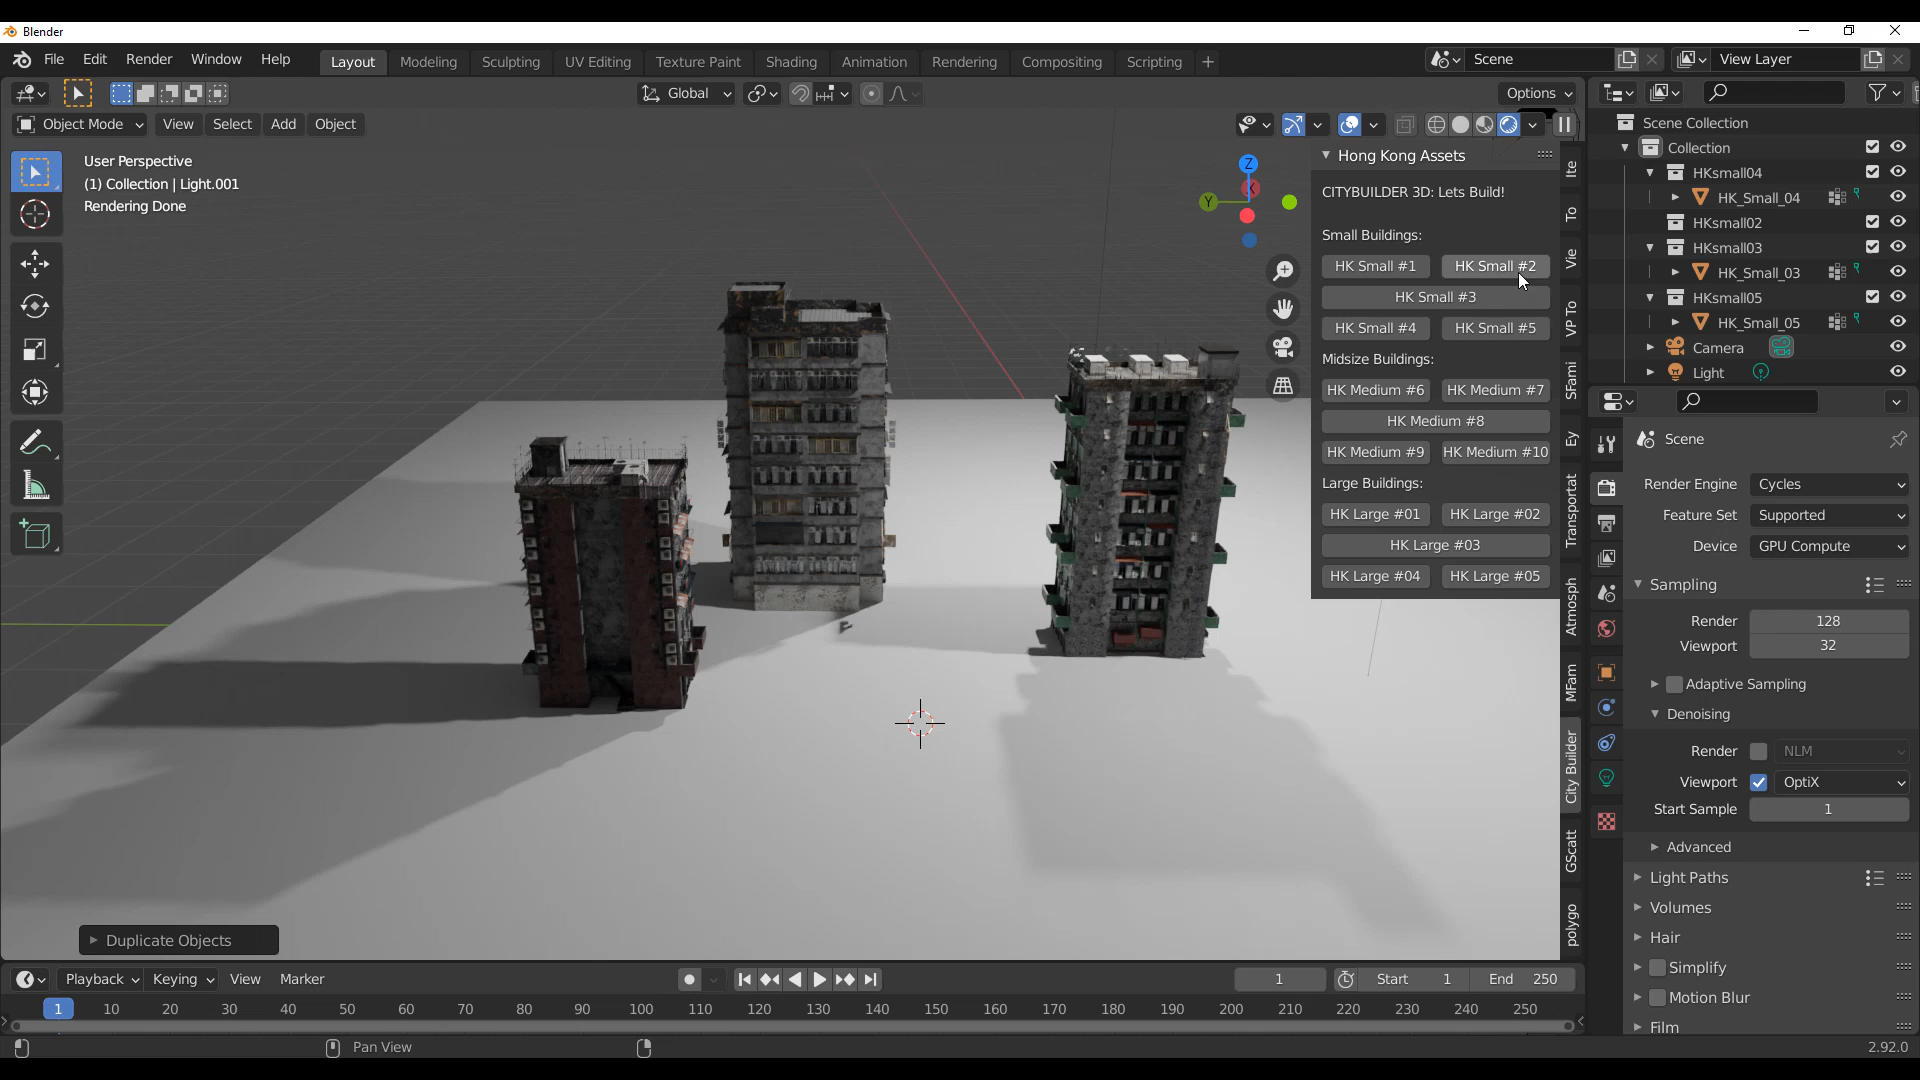 Blender
File Edit Render Window Help
Layout Modeling Sculpting UV Editing Texture Paint Shading Animation Rendering Compositing Scripting +
Scene
View Layer
Global
Options
Object Mode View Select Add Object
User Perspective
(1) Collection | Light.001
Rendering Done
Z
X
Y
Hong Kong Assets
CITYBUILDER 3D: Lets Build!
Small Buildings:
HK Small #1 HK Small #2
HK Small #3
HK Small #4 HK Small #5
Midsize Buildings:
HK Medium #6 HK Medium #7
HK Medium #8
HK Medium #9 HK Medium #10
Large Buildings:
HK Large #01 HK Large #02
HK Large #03
HK Large #04 HK Large #05
Ite
To
Vie
VP To
SFami
Ey
Transportat
Atmosph
MFam
City Builder
GScatt
polygo
Scene Collection
Collection
HKsmall04
HK_Small_04
HKsmall02
HKsmall03
HK_Small_03
HKsmall05
HK_Small_05
Camera
Light
Scene
Render Engine Cycles
Feature Set Supported
Device GPU Compute
Sampling
Render 128
Viewport 32
Adaptive Sampling
Denoising
Render NLM
Viewport OptiX
Start Sample 1
Advanced
Light Paths
Volumes
Hair
Simplify
Motion Blur
Film
Duplicate Objects
Playback Keying View Marker
1 Start 1 End 250
1 10 20 30 40 50 60 70 80 90 100 110 120 130 140 150 160 170 180 190 200 210 220 230 240 250
Pan View
2.92.0